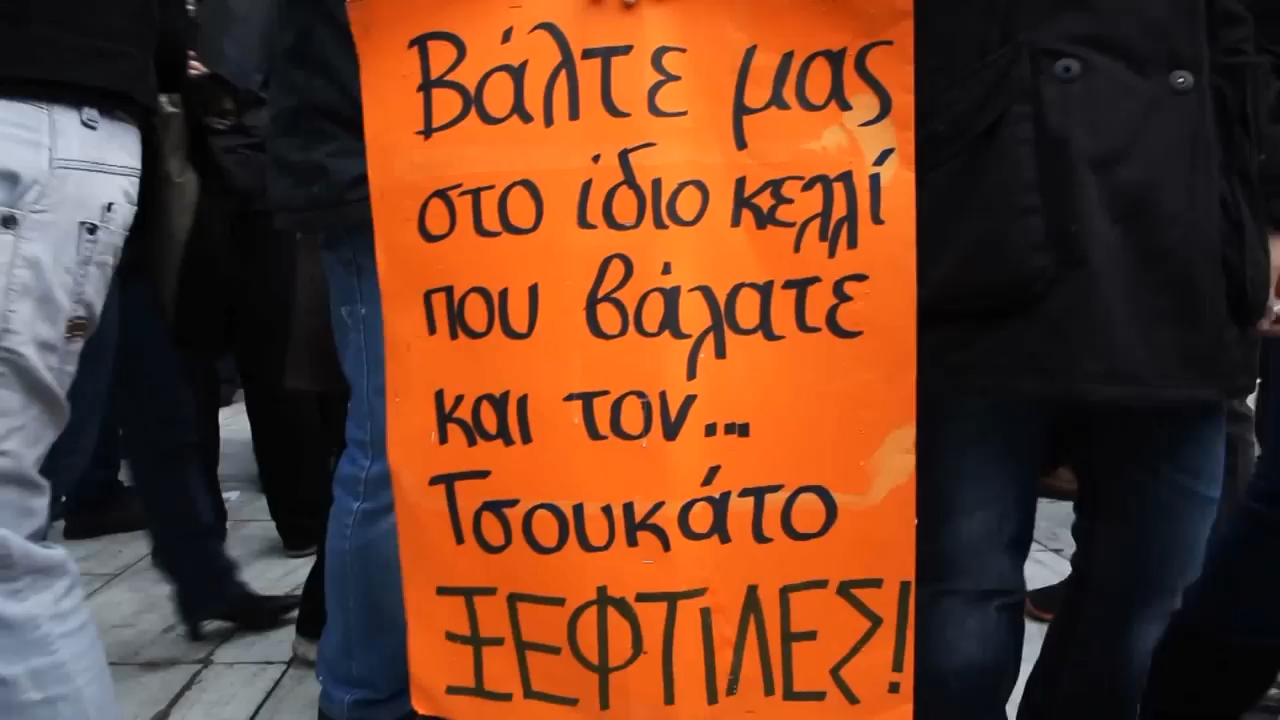 Βάλτε μας
στο ίδιο κελλί
που βάλατε
και τον...
Τσουκάτο
ΞΕΦΤΙΛΕΣ!